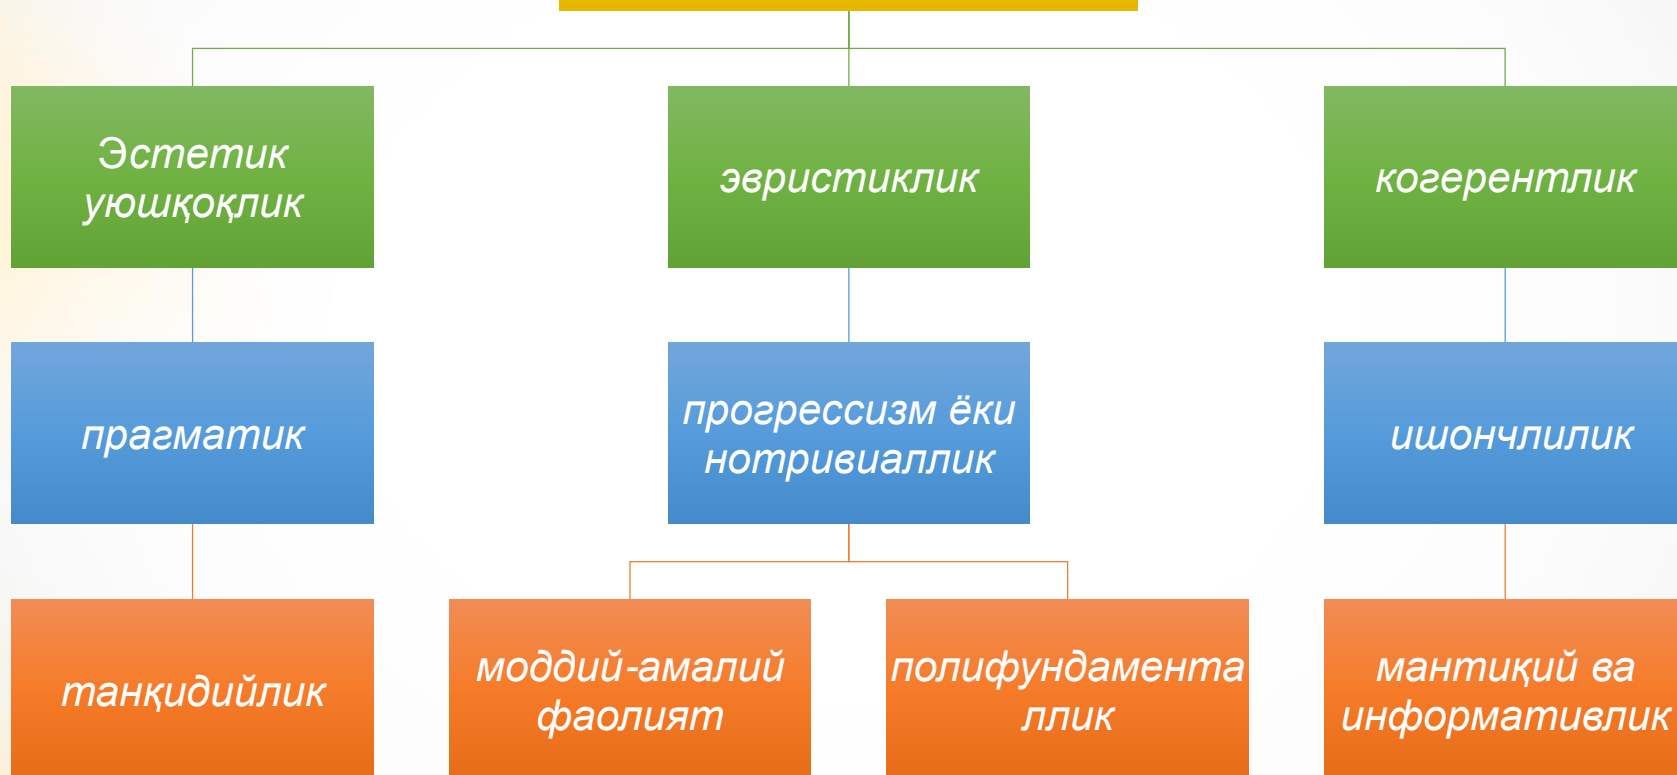 Эстетик
уюшқоқлик
эвристиклик
когерентлик
прагматик
прогрессизм ёки
нотривиаллик
ишончлилик
танқидийлик
моддий-амалий
фаолият
полифундамента
ллик
мантиқий ва
информативлик